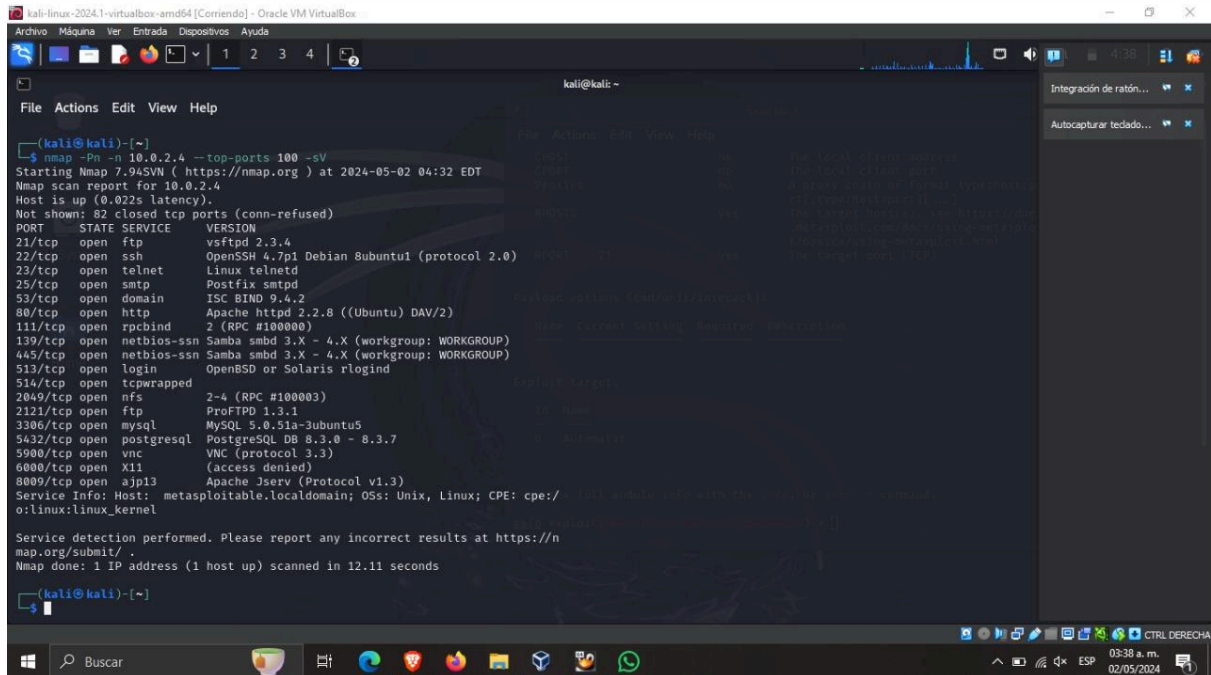 kali-linux-2024.1-virtualbox-amd64 [Corriendo] - Oracle VM VirtualBox
Archivo Máquina Ver Entrada Dispositivos Ayuda
1 2 3 4
4:38
kali@kali: ~
Integración de ratón...
Autocapturar teclado...
File Actions Edit View Help
┌──(kali㉿kali)-[~]
└─$ nmap -Pn -n 10.0.2.4 --top-ports 100 -sV
Starting Nmap 7.94SVN ( https://nmap.org ) at 2024-05-02 04:32 EDT
Nmap scan report for 10.0.2.4
Host is up (0.022s latency).
Not shown: 82 closed tcp ports (conn-refused)
PORT STATE SERVICE VERSION
21/tcp open ftp vsftpd 2.3.4
22/tcp open ssh OpenSSH 4.7p1 Debian 8ubuntu1 (protocol 2.0)
23/tcp open telnet Linux telnetd
25/tcp open smtp Postfix smtpd
53/tcp open domain ISC BIND 9.4.2
80/tcp open http Apache httpd 2.2.8 ((Ubuntu) DAV/2)
111/tcp open rpcbind 2 (RPC #100000)
139/tcp open netbios-ssn Samba smbd 3.X - 4.X (workgroup: WORKGROUP)
445/tcp open netbios-ssn Samba smbd 3.X - 4.X (workgroup: WORKGROUP)
513/tcp open login OpenBSD or Solaris rlogind
514/tcp open tcpwrapped
2049/tcp open nfs 2-4 (RPC #100003)
2121/tcp open ftp ProFTPD 1.3.1
3306/tcp open mysql MySQL 5.0.51a-3ubuntu5
5432/tcp open postgresql PostgreSQL DB 8.3.0 - 8.3.7
5900/tcp open vnc VNC (protocol 3.3)
6000/tcp open X11 (access denied)
8009/tcp open ajp13 Apache Jserv (Protocol v1.3)
Service Info: Host: metasploitable.localdomain; OSs: Unix, Linux; CPE: cpe:/
o:linux:linux_kernel
Service detection performed. Please report any incorrect results at https://n
map.org/submit/ .
Nmap done: 1 IP address (1 host up) scanned in 12.11 seconds
┌──(kali㉿kali)-[~]
└─$
CTRL DERECHA
Buscar
ESP
03:38 a. m.
02/05/2024